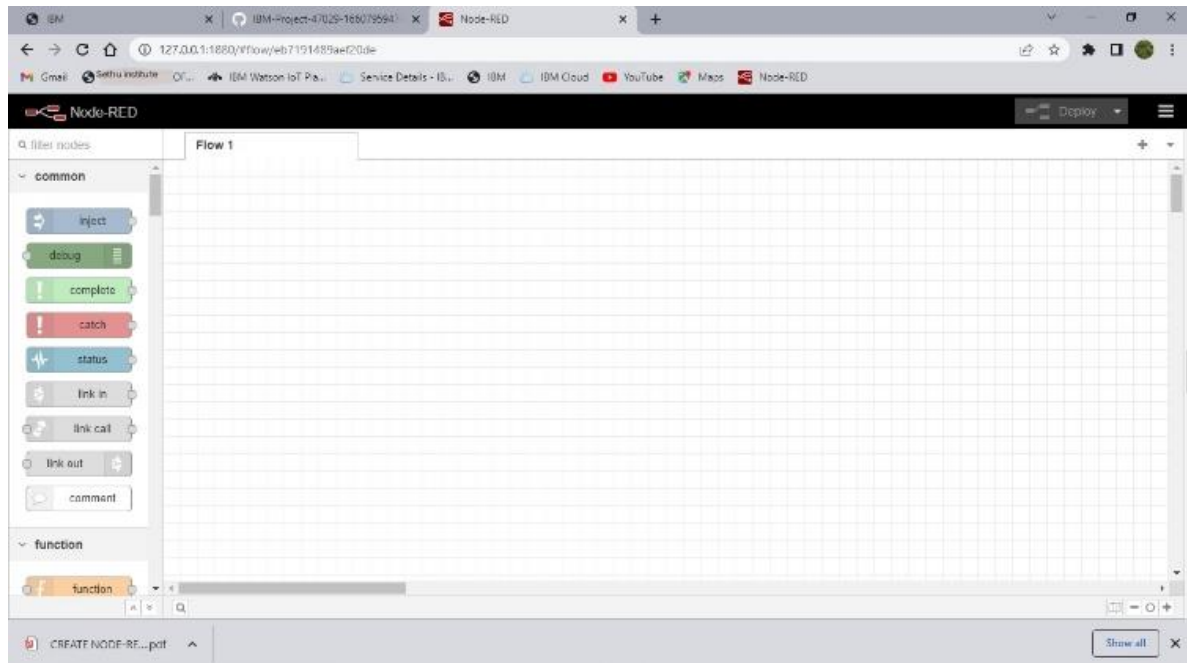 IBM
IBM-Project-47029-166079594
Node-RED
127.0.0.1:1880/#flow/eb7191489aef20de
Gmail
Sethu institute
IBM Watson IoT Pla...
Service Details - IB...
IBM
IBM Cloud
YouTube
Maps
Node-RED
Node-RED
Deploy
filter nodes
Flow 1
common
inject
debug
complete
catch
status
link in
link call
link out
comment
function
function
CREATE NODE-RE....pdf
Show all